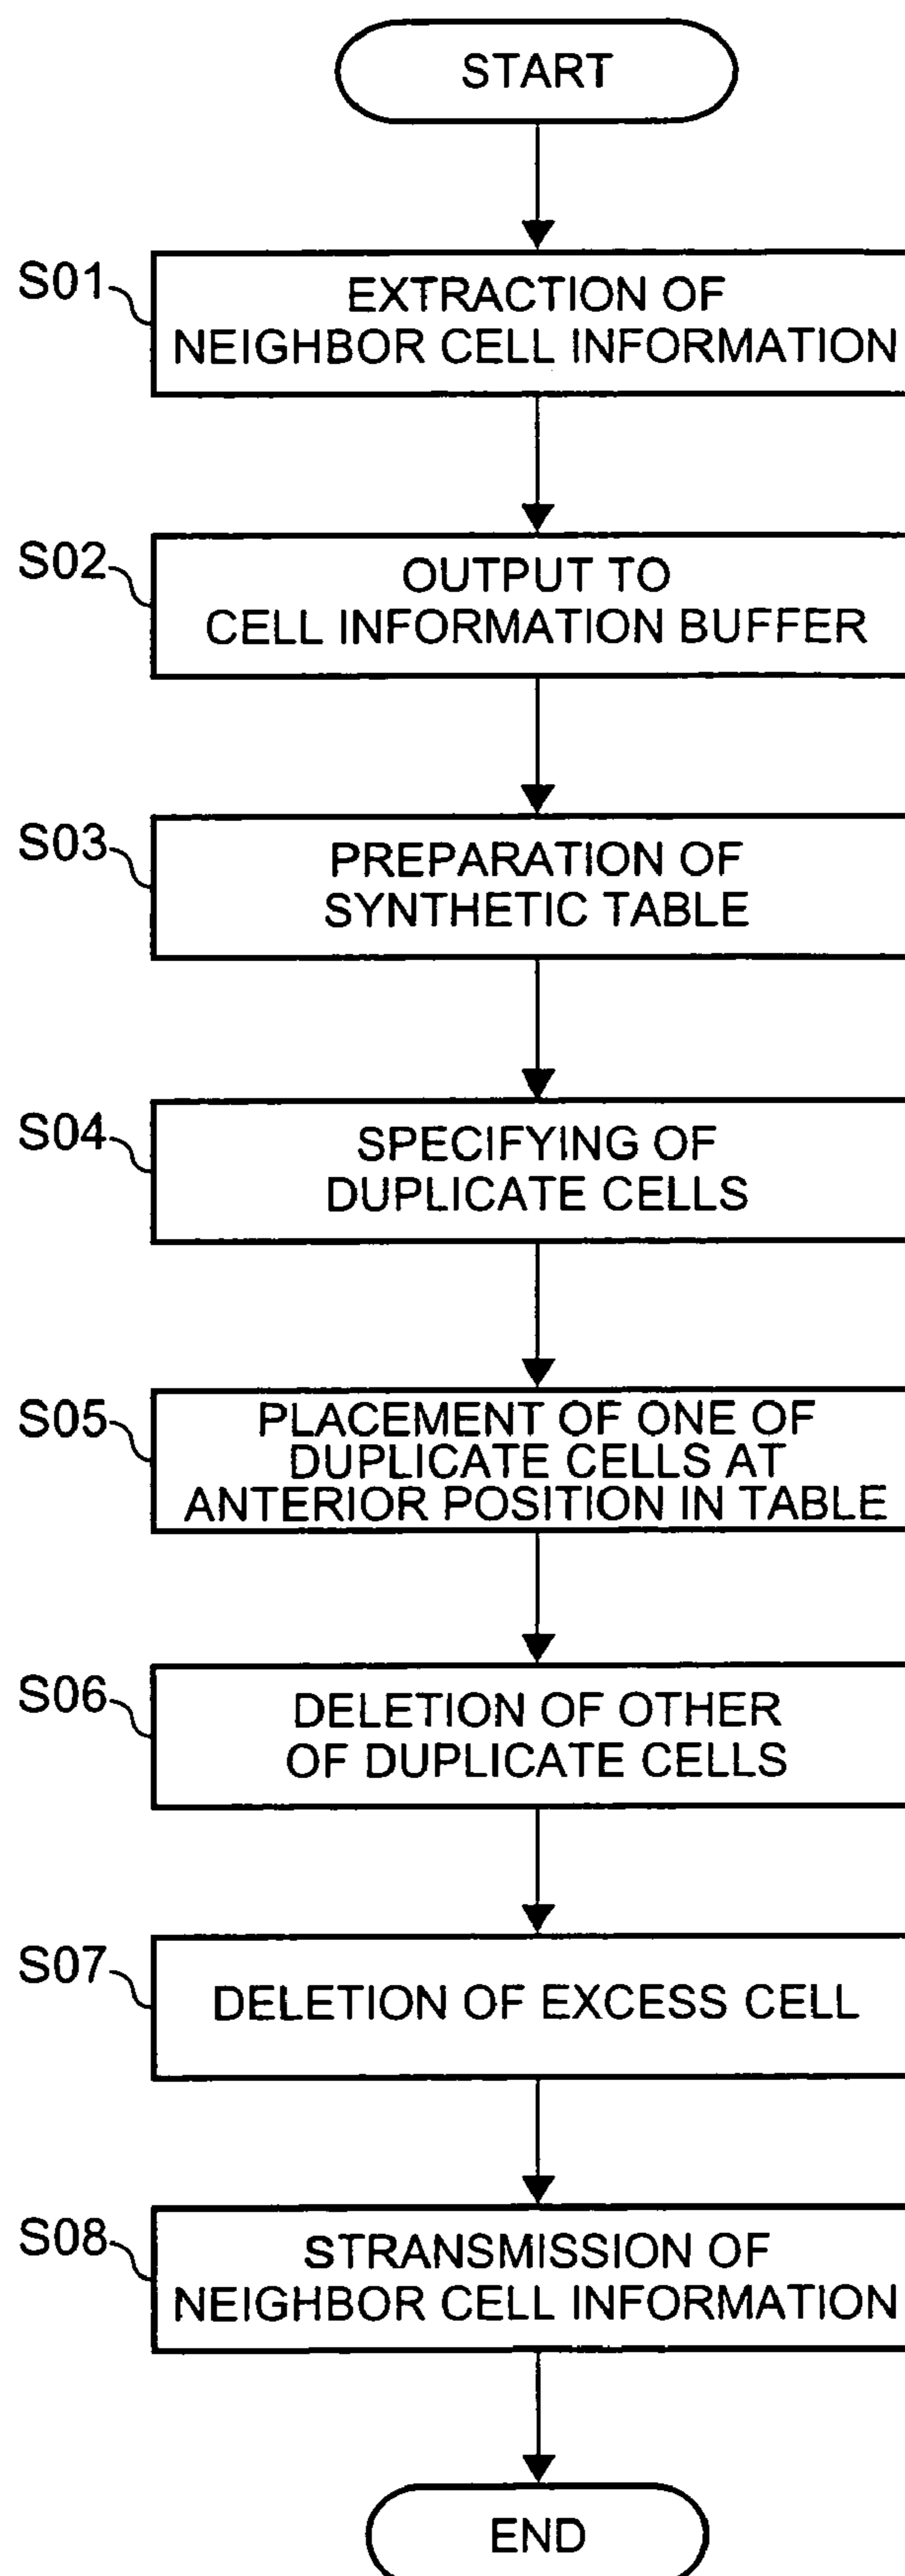 START
S01
EXTRACTION OF
NEIGHBOR CELL INFORMATION
S02
OUTPUT TO
CELL INFORMATION BUFFER
S03
PREPARATION OF
SYNTHETIC TABLE
S04
SPECIFYING OF
DUPLICATE CELLS
S05
PLACEMENT OF ONE OF
DUPLICATE CELLS AT
ANTERIOR POSITION IN TABLE
S06
DELETION OF OTHER
OF DUPLICATE CELLS
S07
DELETION OF EXCESS CELL
S08
STRANSMISSION OF
NEIGHBOR CELL INFORMATION
END